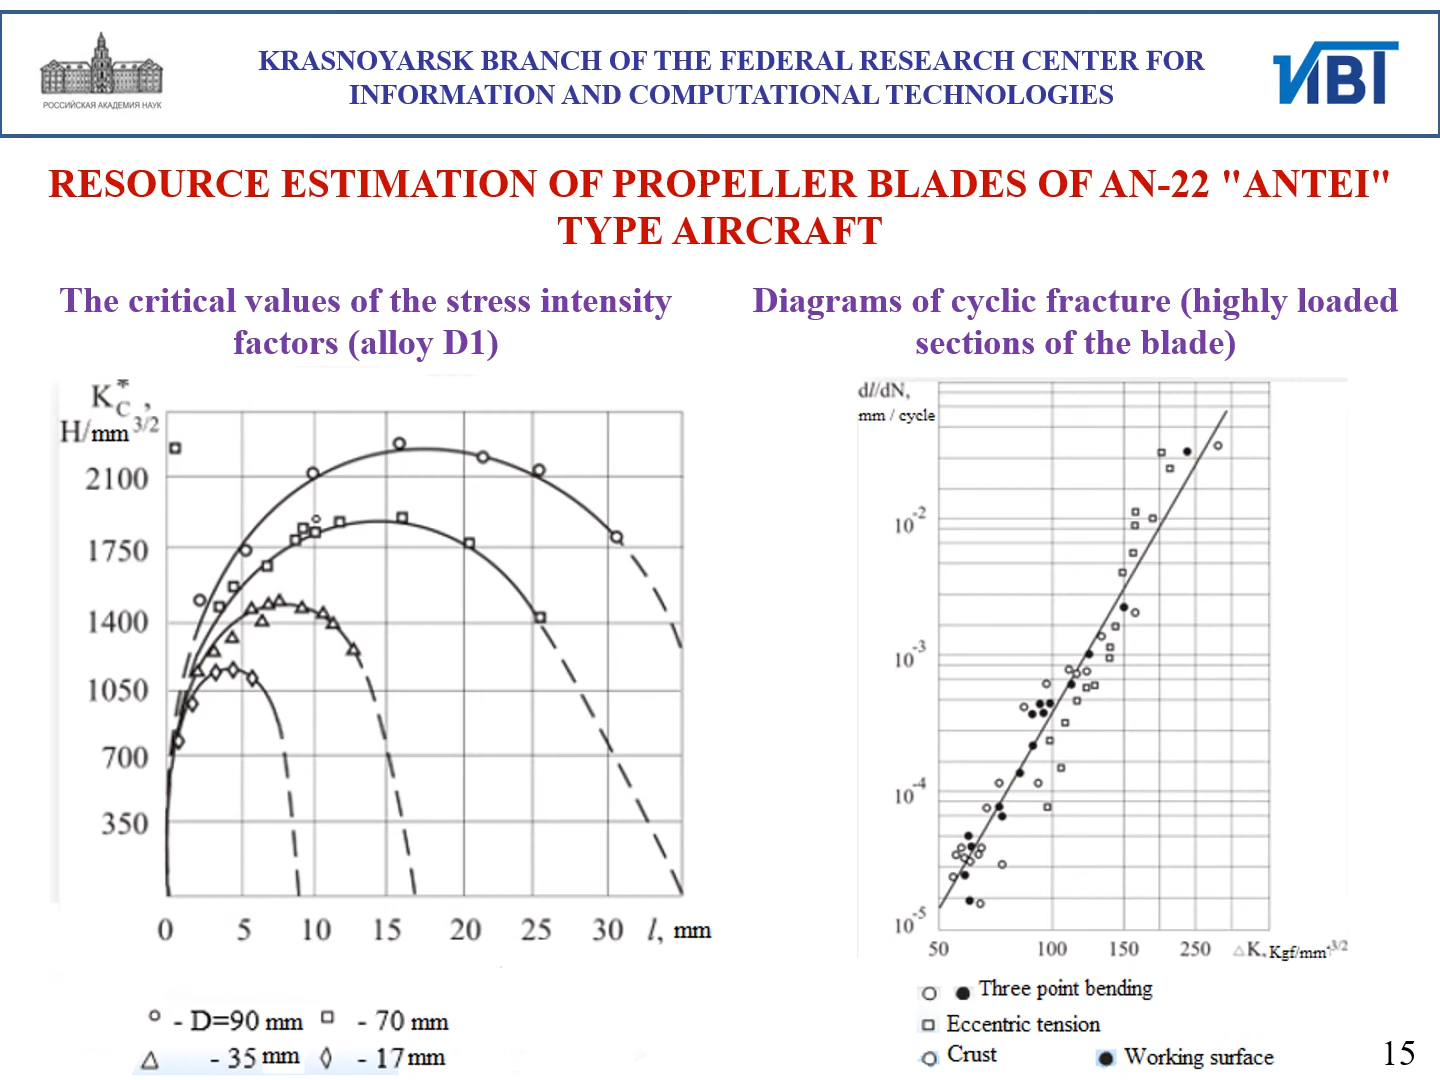 KRASNOYARSK BRANCH OF THE FEDERAL RESEARCH CENTER FOR
INFORMATION AND COMPUTATIONAL TECHNOLOGIES
РОССИЙСКАЯ АКАДЕМИЯ НАУК
ИВТ
RESOURCE ESTIMATION OF PROPELLER BLADES OF AN-22 "ANTEI"
TYPE AIRCRAFT
The critical values of the stress intensity
factors (alloy D1)
K*C,
H/mm 3/2
2100
1750
1400
1050
700
350
0 5 10 15 20 25 30 l, mm
- D=90 mm - 70 mm
- 35 mm - 17 mm
Diagrams of cyclic fracture (highly loaded
sections of the blade)
dl/dN,
mm / cycle
10-2
10-3
10-4
10-5
50 100 150 250 △K, Kgf/mm-3/2
Three point bending
Eccentric tension
Crust Working surface
15